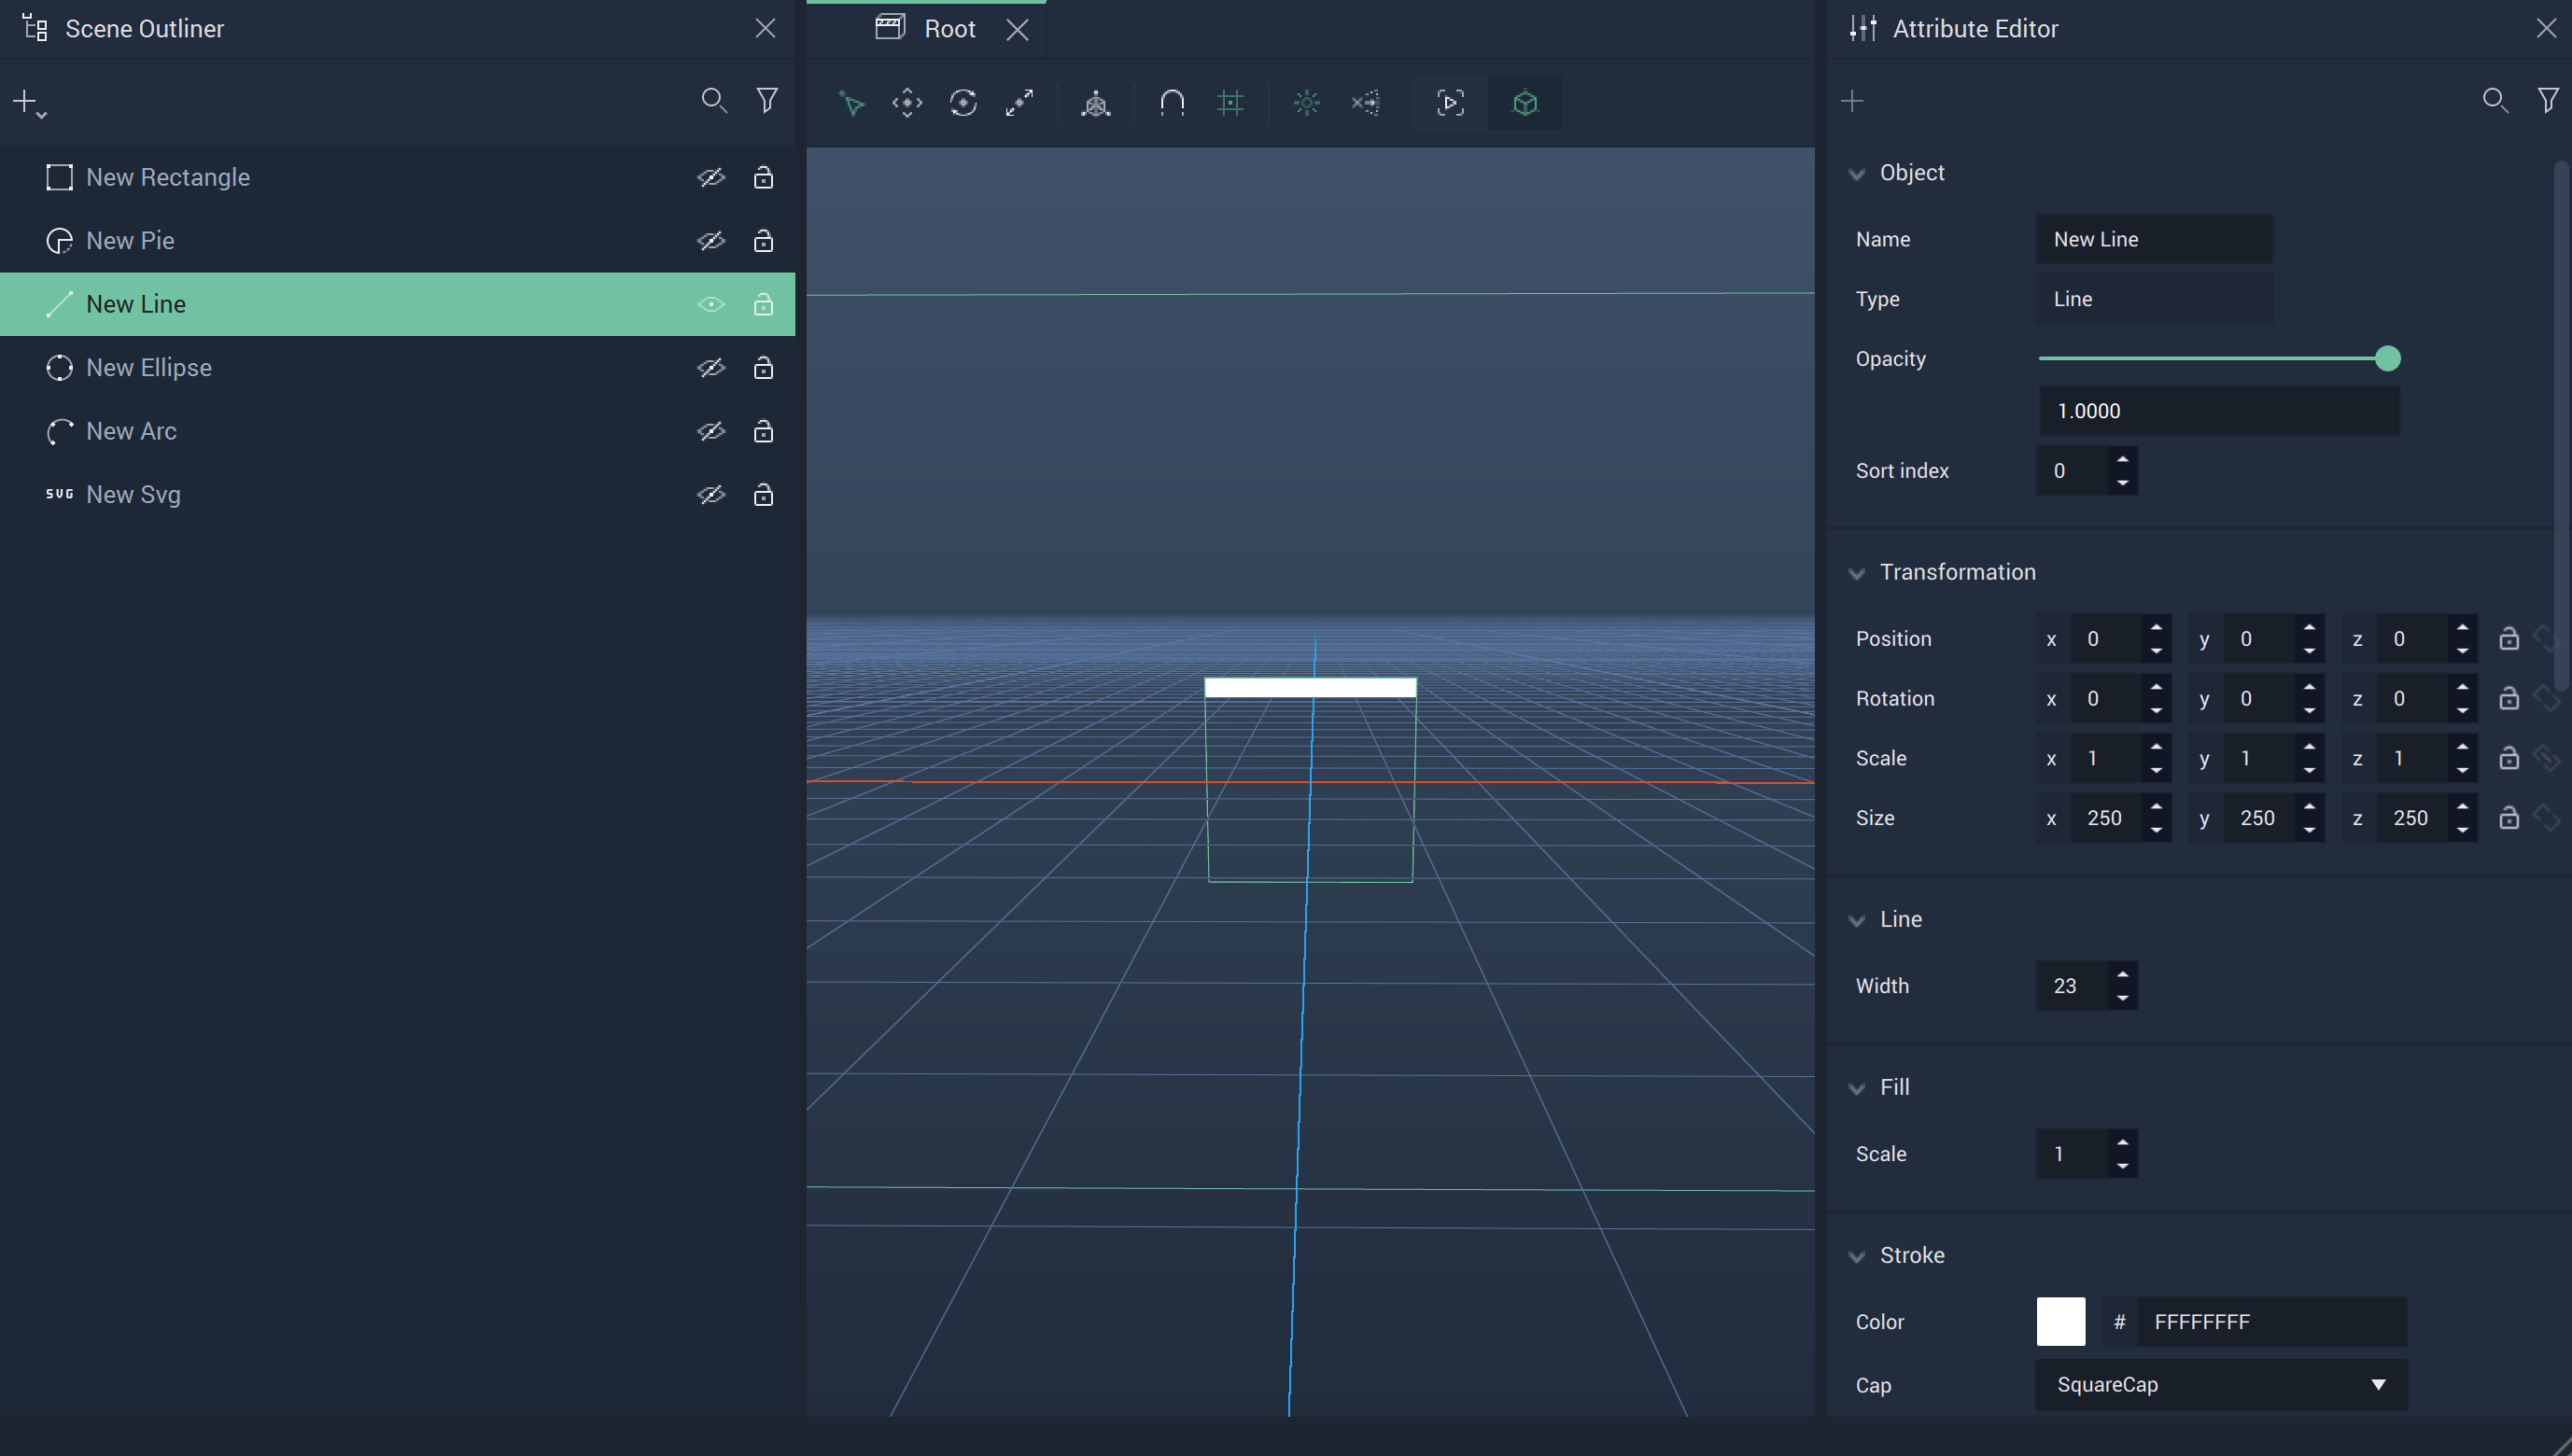 Scene Outliner
Root
Attribute Editor
New Rectangle
New Pie
New Line
New Ellipse
New Arc
SVG New Svg
Object
Name New Line
Type Line
Opacity
1.0000
Sort index 0
Transformation
Position x 0 y 0 z 0
Rotation x 0 y 0 z 0
Scale x 1 y 1 z 1
Size x 250 y 250 z 250
Line
Width 23
Fill
Scale 1
Stroke
Color # FFFFFFFF
Cap SquareCap